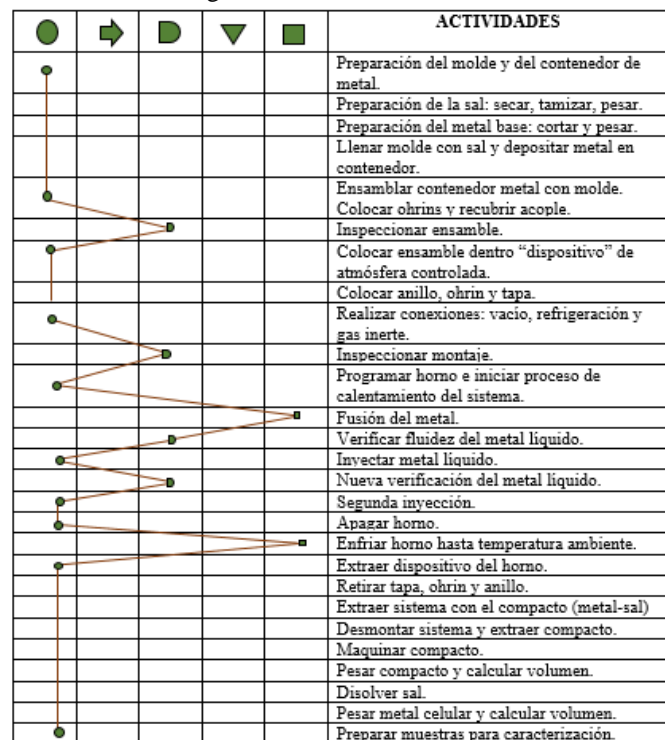 ACTIVIDADES
Preparación del molde y del contenedor de
metal.
Preparación de la sal: secar, tamizar, pesar.
Preparación del metal base: cortar y pesar.
Llenar molde con sal y depositar metal en
contenedor.
Ensamblar contenedor metal con molde.
Colocar ohrins y recubrir acople.
Inspeccionar ensamble.
Colocar ensamble dentro “dispositivo” de
atmósfera controlada.
Colocar anillo, ohrin y tapa.
Realizar conexiones: vacío, refrigeración y
gas inerte.
Inspeccionar montaje.
Programar horno e iniciar proceso de
calentamiento del sistema.
Fusión del metal.
Verificar fluidez del metal líquido.
Inyectar metal líquido.
Nueva verificación del metal líquido.
Segunda inyección.
Apagar horno.
Enfriar horno hasta temperatura ambiente.
Extraer dispositivo del horno.
Retirar tapa, ohrin y anillo.
Extraer sistema con el compacto (metal-sal)
Desmontar sistema y extraer compacto.
Maquinar compacto.
Pesar compacto y calcular volumen.
Disolver sal.
Pesar metal celular y calcular volumen.
Preparar muestras para caracterización.